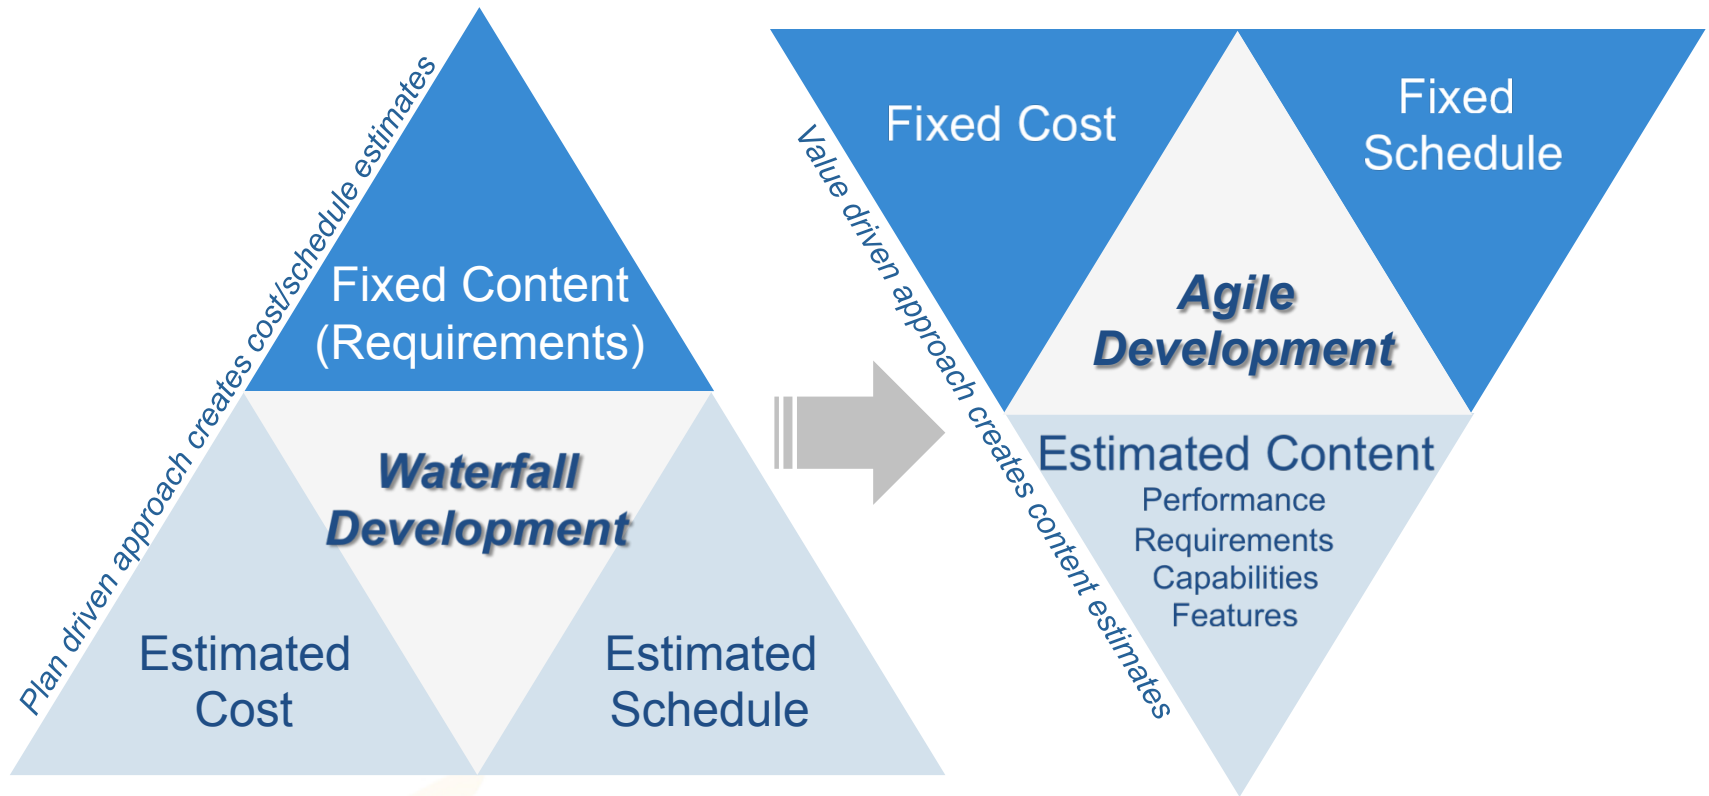 Plan driven approach creates cost/schedule estimates
Fixed Content
(Requirements)
Waterfall
Development
Estimated
Cost
Estimated
Schedule
Value driven approach creates content estimates
Fixed Cost
Fixed
Schedule
Agile
Development
Estimated Content
Performance
Requirements
Capabilities
Features